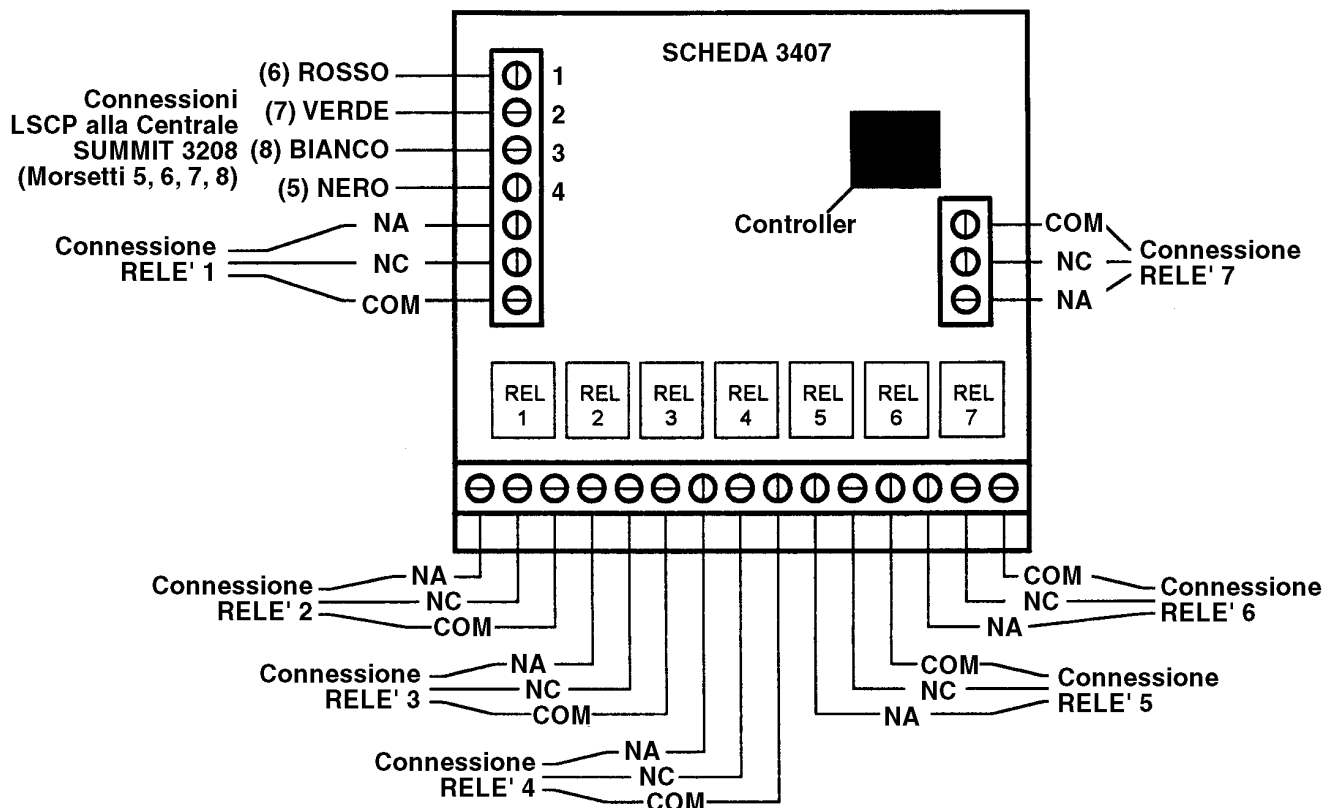 SCHEDA 3407
Connessioni
LSCP alla Centrale
SUMMIT 3208
(Morsetti 5, 6, 7, 8)
(6) ROSSO
1
(7) VERDE
2
(8) BIANCO
3
(5) NERO
4
Connessione
RELE' 1
NA
NC
COM
Controller
COM
NC
NA
Connessione
RELE' 7
REL
1
REL
2
REL
3
REL
4
REL
5
REL
6
REL
7
Connessione
RELE' 2
NA
NC
COM
COM
NC
NA
Connessione
RELE' 6
Connessione
RELE' 3
NA
NC
COM
COM
NC
NA
Connessione
RELE' 5
Connessione
RELE' 4
NA
NC
COM